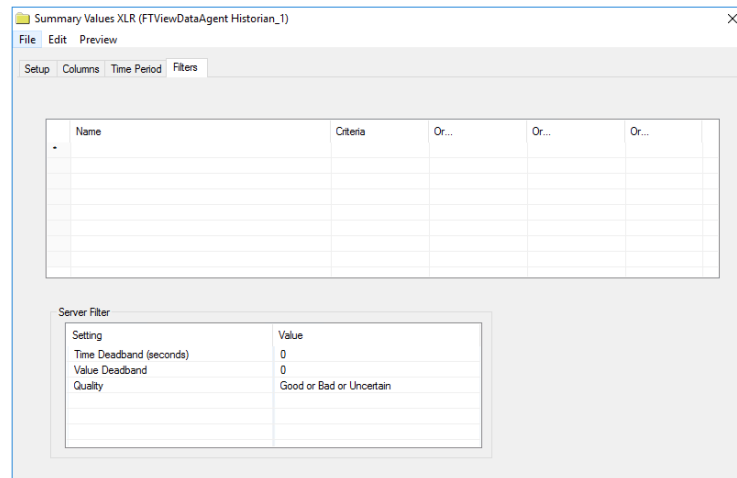 Summary Values XLR (FTViewDataAgent Historian_1)
File Edit Preview
Setup Columns Time Period Filters
Name Criteria Or... Or... Or...
Server Filter
Setting Value
Time Deadband (seconds) 0
Value Deadband 0
Quality Good or Bad or Uncertain